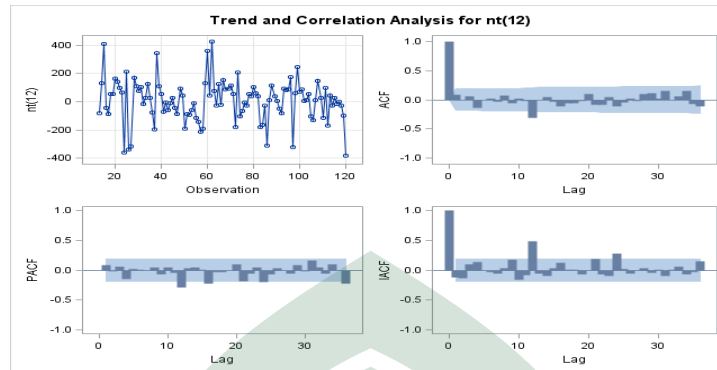 Trend and Correlation Analysis for nt(12)
nt(12)
400
200
0
-200
-400
20 40 60 80 100 120
Observation
ACF
1.0
0.5
0.0
-0.5
-1.0
0 10 20 30
Lag
PACF
1.0
0.5
0.0
-0.5
-1.0
0 10 20 30
Lag
IACF
1.0
0.5
0.0
-0.5
-1.0
0 10 20 30
Lag